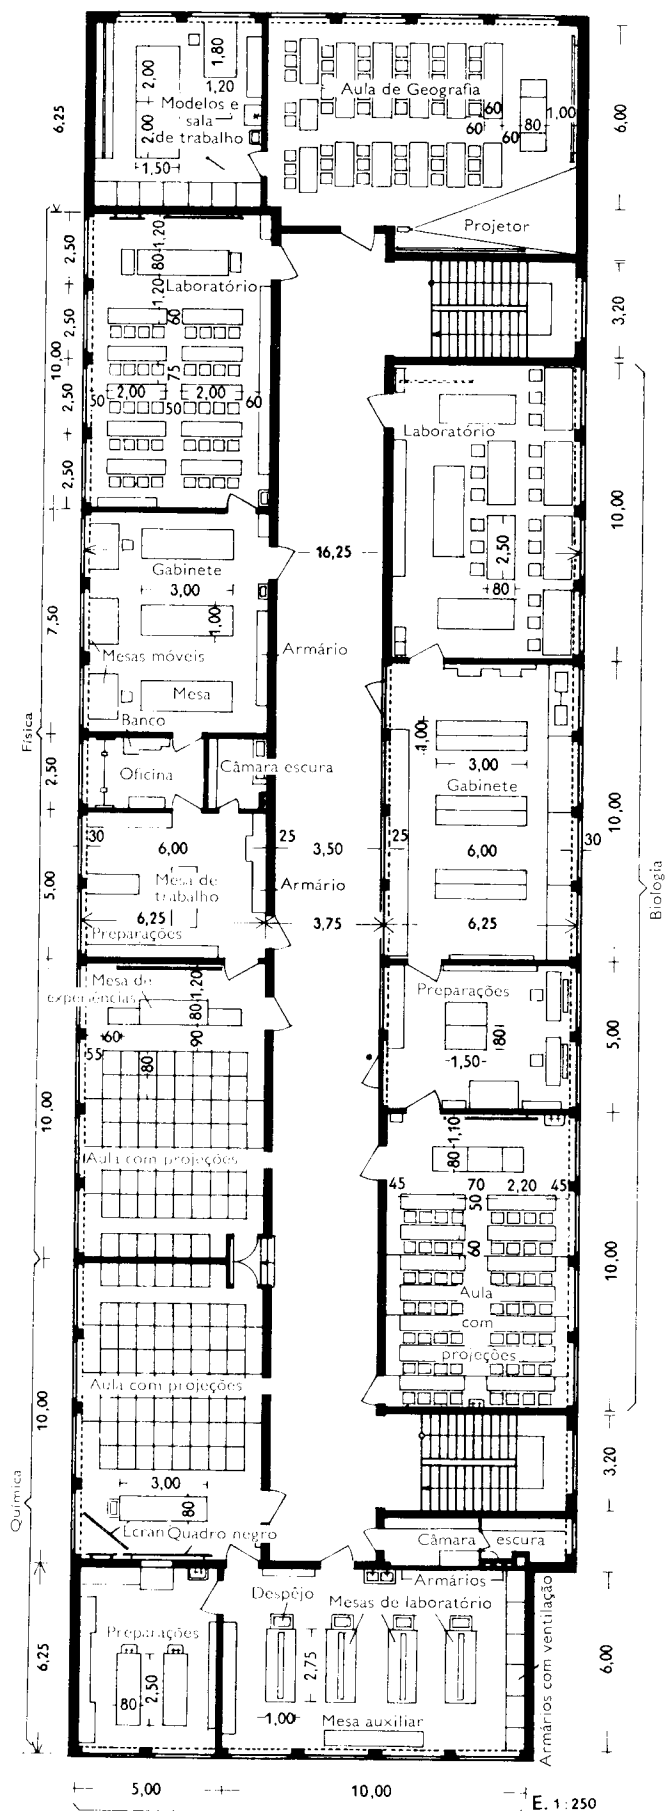 6,00
1,80
2,00
1,20
Aula de Geografia
6,25
Modelos e
sala
de trabalho
60
1,00
2,00
60
80
60
1,50
Projetor
2,50
1,20
80
Laboratório
1,20
3,20
60
2,50
10,00
75
2,00
2,00
50
50
60
2,50
Laboratório
2,50
10,00
16,25
2,50
Gabinete
80
3,00
7,50
1,00
Armário
Mesas móveis
Mesa
Banco
1,00
3,00
Física
2,50
Oficina
Câmara escura
Gabinete
10,00
30
25
25
30
6,00
3,50
6,00
5,00
Mesa de
trabalho
Armário
6,25
3,75
6,25
Preparações
Biologia
Mesa de
experiências
1,20
80
90
Preparações
60
55
80
80
1,50
5,00
10,00
1,10
80
Aula com projeções
45
70
2,20
45
50
60
10,00
Aula
com
projeções
Aula com projeções
10,00
3,20
3,00
80
Química
Ecran
Quadro negro
Câmara escura
Despêjo
Armários
Mesas de laboratório
Preparações
6,25
2,50
80
2,75
1,00
Mesa auxiliar
6,00
Armários com ventilação
5,00
10,00
E. 1:250